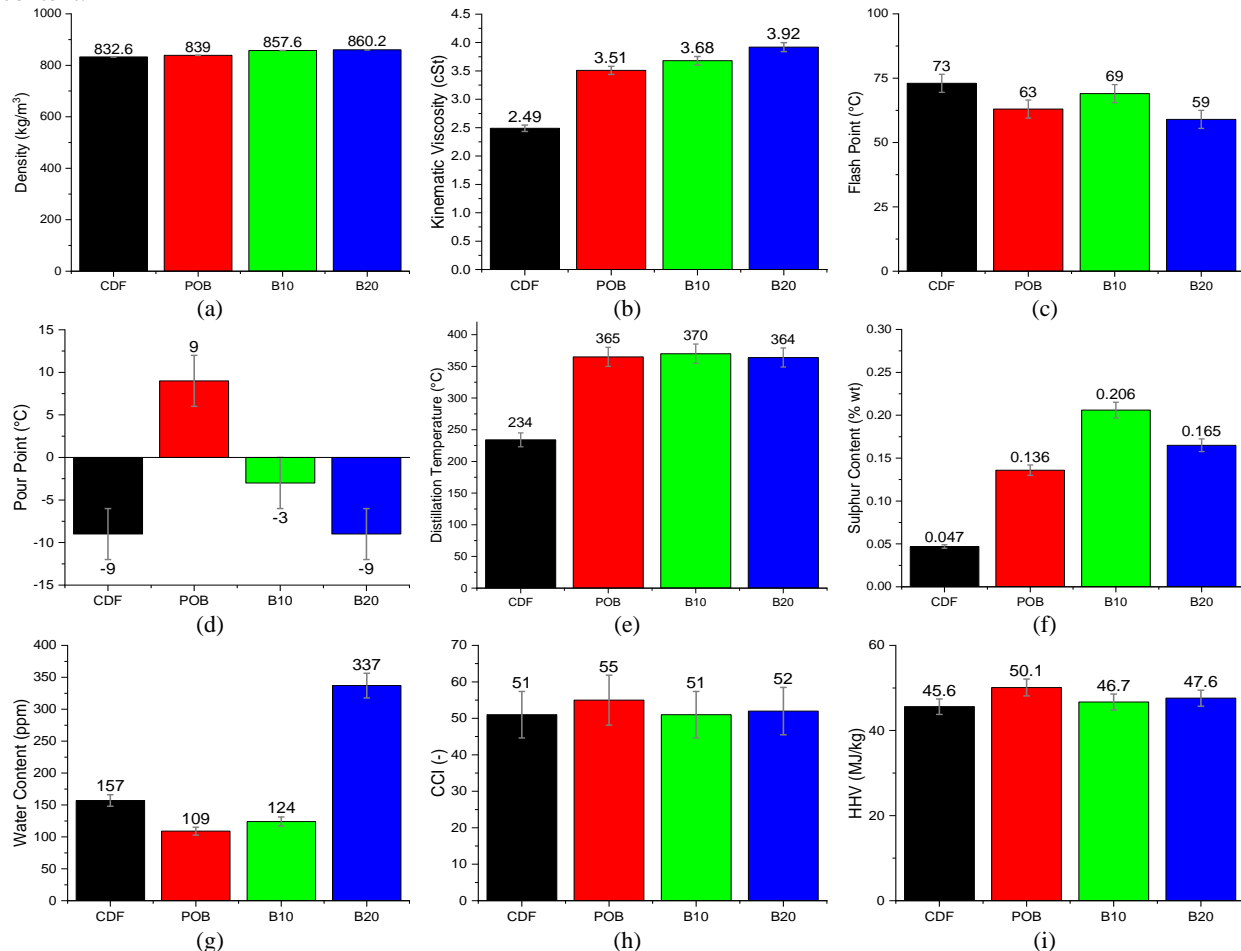 1000
800
600
400
200
0
Density (kg/m³)
832.6
839
857.6
860.2
CDF
POB
B10
B20
(a)
4.5
4.0
3.5
3.0
2.5
2.0
1.5
1.0
0.5
0.0
Kinematic Viscosity (cSt)
2.49
3.51
3.68
3.92
CDF
POB
B10
B20
(b)
100
75
50
25
0
Flash Point (°C)
73
63
69
59
CDF
POB
B10
B20
(c)
15
10
5
0
-5
-10
-15
Pour Point (°C)
-9
9
-3
-9
CDF
POB
B10
B20
(d)
400
350
300
250
200
150
100
50
0
Distillation Temperature (°C)
234
365
370
364
CDF
POB
B10
B20
(e)
0.30
0.25
0.20
0.15
0.10
0.05
0.00
Sulphur Content (% wt)
0.047
0.136
0.206
0.165
CDF
POB
B10
B20
(f)
400
350
300
250
200
150
100
50
0
Water Content (ppm)
157
109
124
337
CDF
POB
B10
B20
(g)
70
60
50
40
30
20
10
0
CCI (-)
51
55
51
52
CDF
POB
B10
B20
(h)
60
40
20
0
HHV (MJ/kg)
45.6
50.1
46.7
47.6
CDF
POB
B10
B20
(i)